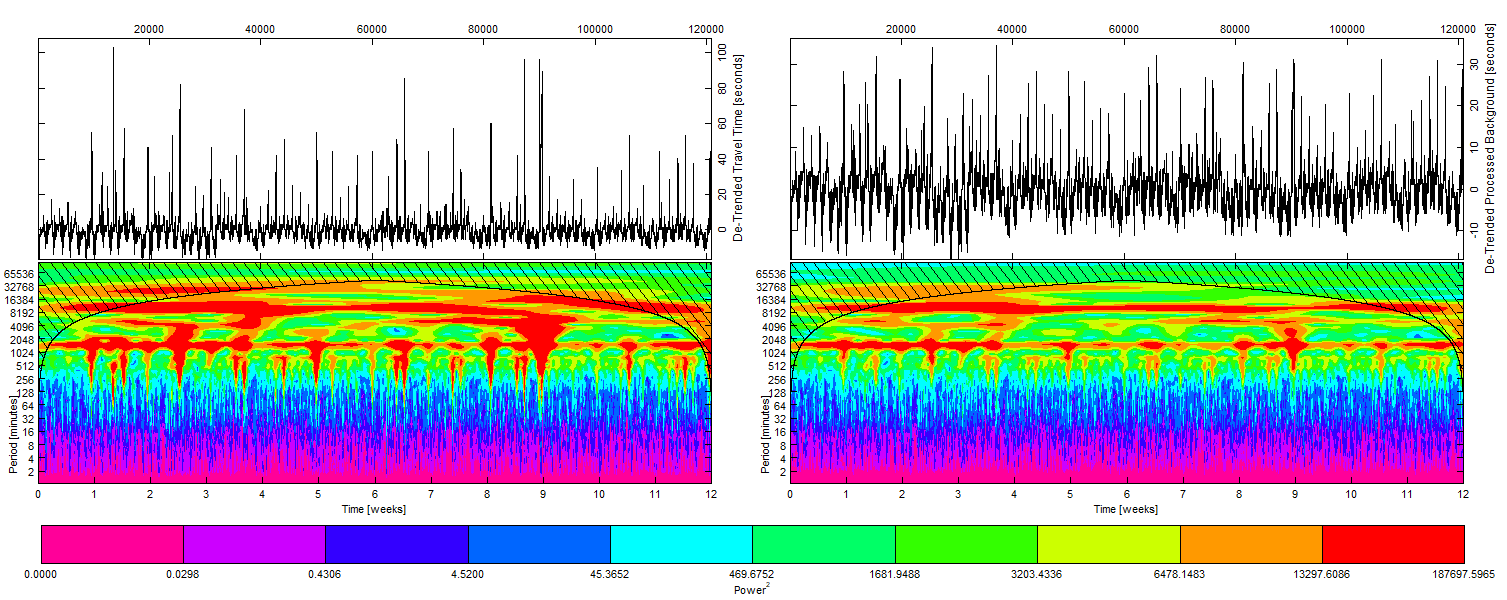 20000 40000 60000 80000 100000 120000
20000 40000 60000 80000 100000 120000
0 20 40 60 80 100
De-Trended Travel Time [seconds]
-10 0 10 20 30
De-Trended Processed Background [seconds]
65536
32768
16384
8192
4096
2048
1024
512
256
128
64
32
16
8
4
2
Period [minutes]
65536
32768
16384
8192
4096
2048
1024
512
256
128
64
32
16
8
4
2
Period [minutes]
0 1 2 3 4 5 6 7 8 9 10 11 12
0 1 2 3 4 5 6 7 8 9 10 11 12
Time [weeks]
Time [weeks]
0.0000 0.0298 0.4306 4.5200 45.3652 469.6752 1681.9488 3203.4336 6478.1483 13297.6086 187697.5965
Power²